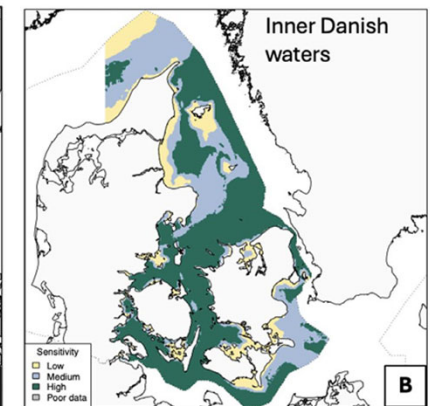 Inner Danish
waters
Sensitivity
Low
Medium
High
Poor data
B